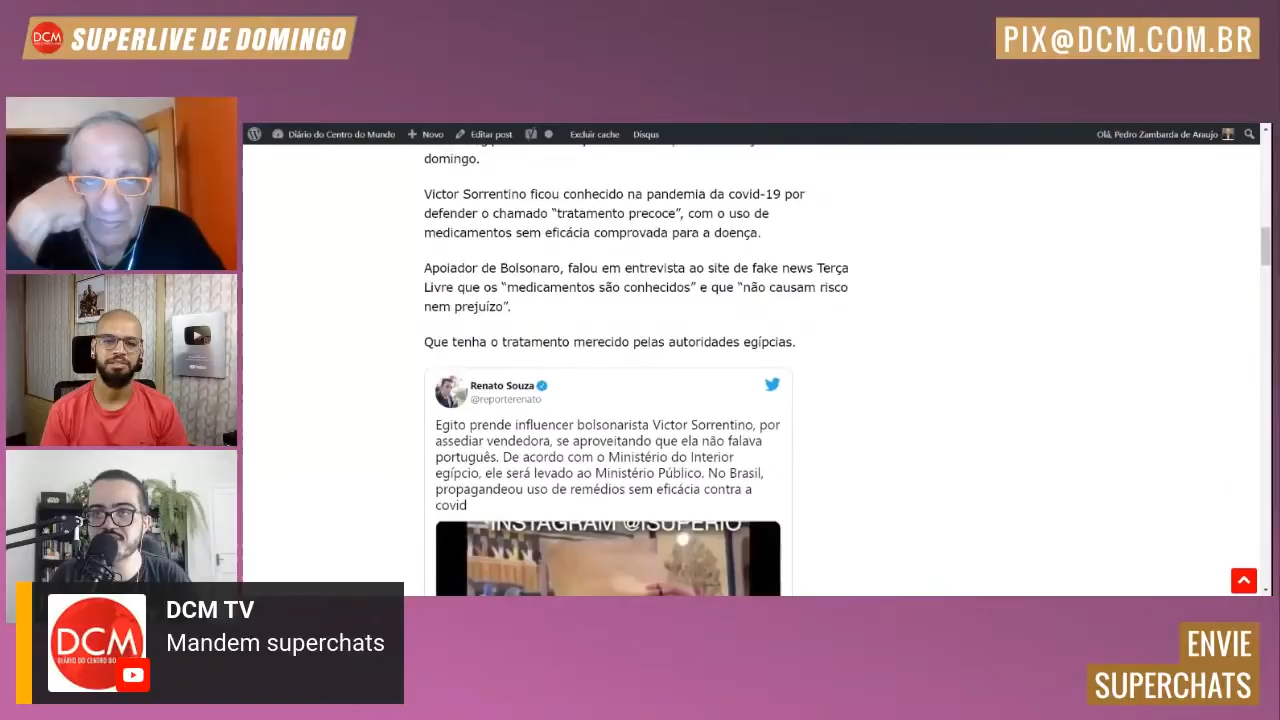 DCM
SUPERLIVE DE DOMINGO
PIX@DCM.COM.BR
Diário do Centro do Mundo
Novo
Editar post
Excluir cache
Disqus
Olá, Pedro Zambarda de Araujo
domingo.
Victor Sorrentino ficou conhecido na pandemia da covid-19 por
defender o chamado “tratamento precoce”, com o uso de
medicamentos sem eficácia comprovada para a doença.
Apoiador de Bolsonaro, falou em entrevista ao site de fake news Terça
Livre que os “medicamentos são conhecidos” e que “não causam risco
nem prejuízo”.
Que tenha o tratamento merecido pelas autoridades egípcias.
Renato Souza
@reporterenato
Egito prende influencer bolsonarista Victor Sorrentino, por
assediar vendedora, se aproveitando que ela não falava
português. De acordo com o Ministério do Interior
egípcio, ele será levado ao Ministério Público. No Brasil,
propagandeou uso de remédios sem eficácia contra a
covid
INSTAGRAM @ISUPERIO
DCM
DIÁRIO DO CENTRO DO
DCM TV
Mandem superchats
ENVIE
SUPERCHATS